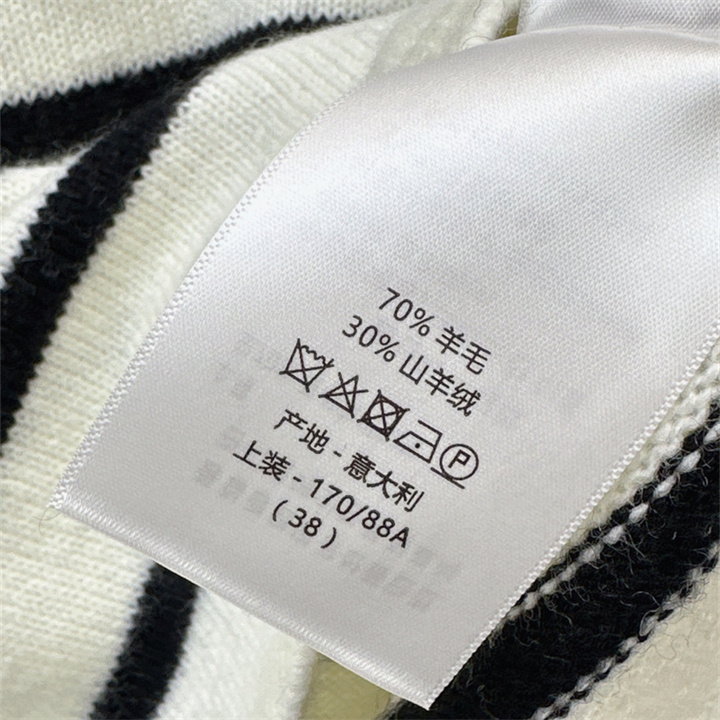 70% 羊毛
30% 山羊绒
P
产地 - 意大利
上装 - 170/88A
( 38 )